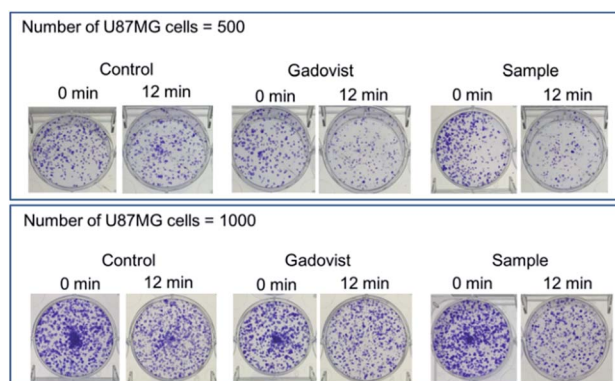 Number of U87MG cells = 500
Control Gadovist Sample
0 min 12 min 0 min 12 min 0 min 12 min
Number of U87MG cells = 1000
Control Gadovist Sample
0 min 12 min 0 min 12 min 0 min 12 min